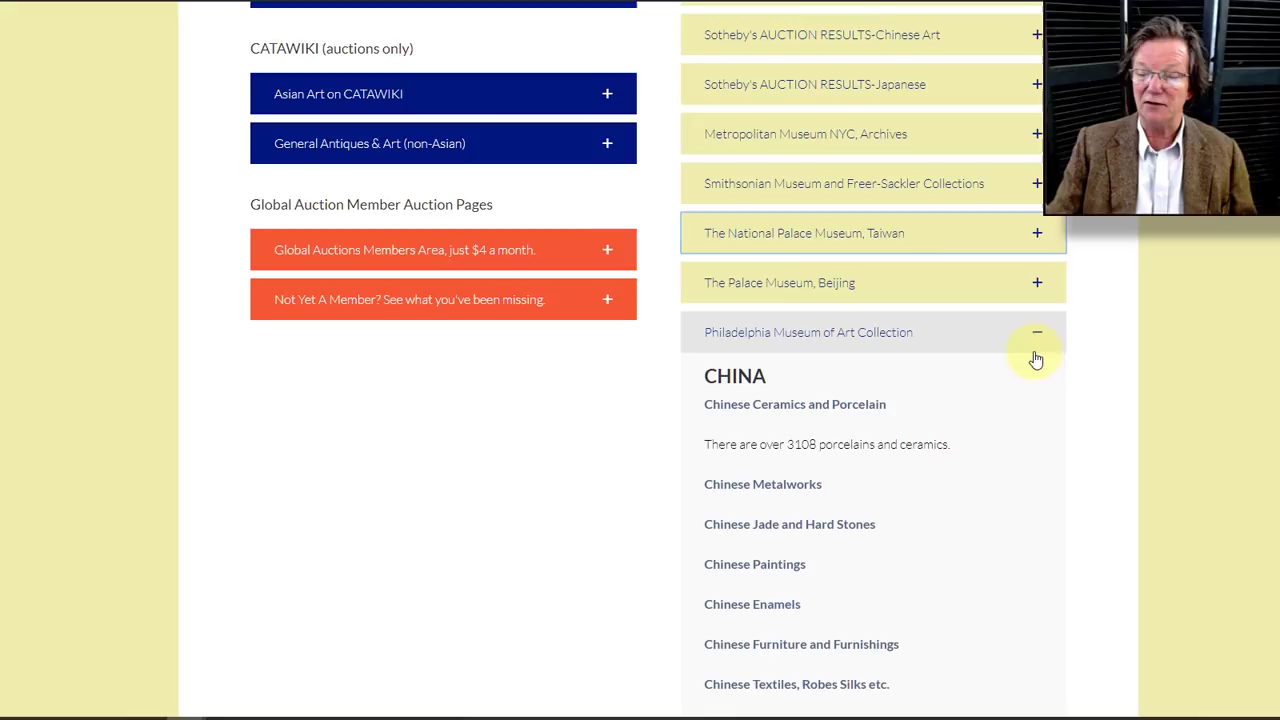 CATAWIKI (auctions only)
Asian Art on CATAWIKI
+
General Antiques & Art (non-Asian)
+
Global Auction Member Auction Pages
Global Auctions Members Area, just $4 a month.
+
Not Yet A Member? See what you've been missing.
+
Sotheby's AUCTION RESULTS-Chinese Art
+
Sotheby's AUCTION RESULTS-Japanese
+
Metropolitan Museum NYC, Archives
+
Smithsonian Museum and Freer-Sackler Collections
+
The National Palace Museum, Taiwan
+
The Palace Museum, Beijing
+
Philadelphia Museum of Art Collection
−
CHINA
Chinese Ceramics and Porcelain
There are over 3108 porcelains and ceramics.
Chinese Metalworks
Chinese Jade and Hard Stones
Chinese Paintings
Chinese Enamels
Chinese Furniture and Furnishings
Chinese Textiles, Robes Silks etc.